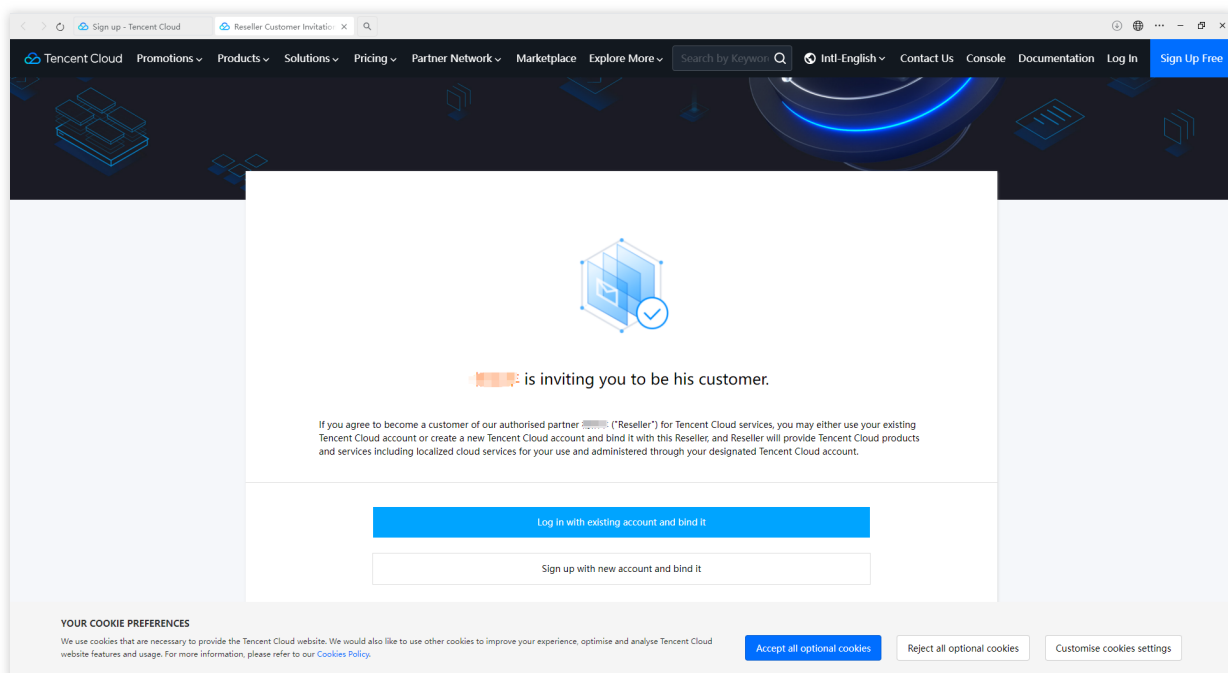 Sign up - Tencent Cloud
Reseller Customer Invitation
Tencent Cloud Promotions Products Solutions Pricing Partner Network Marketplace Explore More Search by Keywor Intl-English Contact Us Console Documentation Log In Sign Up Free
is inviting you to be his customer.
If you agree to become a customer of our authorised partner ("Reseller") for Tencent Cloud services, you may either use your existing
Tencent Cloud account or create a new Tencent Cloud account and bind it with this Reseller, and Reseller will provide Tencent Cloud products
and services including localized cloud services for your use and administered through your designated Tencent Cloud account.
Log in with existing account and bind it
Sign up with new account and bind it
YOUR COOKIE PREFERENCES
We use cookies that are necessary to provide the Tencent Cloud website. We would also like to use other cookies to improve your experience, optimise and analyse Tencent Cloud
website features and usage. For more information, please refer to our Cookies Policy.
Accept all optional cookies
Reject all optional cookies
Customise cookies settings